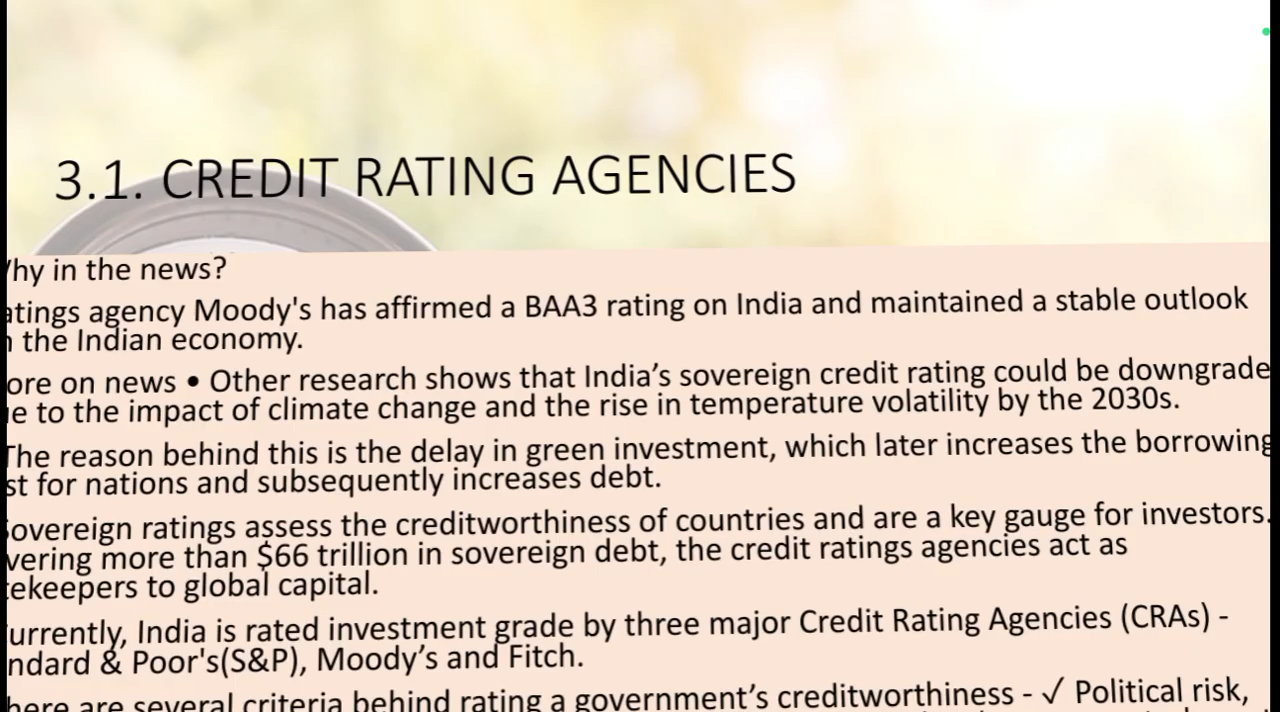 3.1. CREDIT RATING AGENCIES
hy in the news?
atings agency Moody's has affirmed a BAA3 rating on India and maintained a stable outlook
n the Indian economy.
ore on news • Other research shows that India’s sovereign credit rating could be downgrade
e to the impact of climate change and the rise in temperature volatility by the 2030s.
The reason behind this is the delay in green investment, which later increases the borrowing
st for nations and subsequently increases debt.
Sovereign ratings assess the creditworthiness of countries and are a key gauge for investors.
vering more than $66 trillion in sovereign debt, the credit ratings agencies act as
ekeepers to global capital.
urrently, India is rated investment grade by three major Credit Rating Agencies (CRAs) -
ndard & Poor's(S&P), Moody’s and Fitch.
here are several criteria behind rating a government’s creditworthiness - ✓ Political risk,